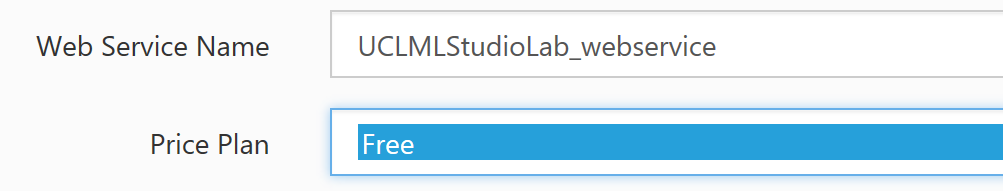 Web Service Name UCLMLStudioLab_webservice
Price Plan Free